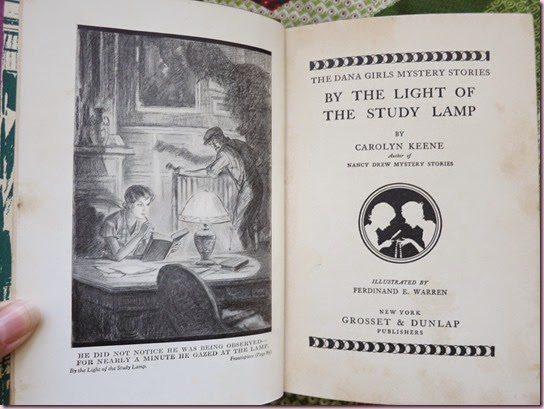 HE DID NOT NOTICE HE WAS BEING OBSERVED—
FOR NEARLY A MINUTE HE GAZED AT THE LAMP.
By the Light of the Study Lamp.
Frontispiece (Page
THE DANA GIRLS MYSTERY STORIES
BY THE LIGHT OF
THE STUDY LAMP
BY
CAROLYN KEENE
Author of
NANCY DREW MYSTERY STORIES
ILLUSTRATED BY
FERDINAND E. WARREN
NEW YORK
GROSSET & DUNLAP
PUBLISHERS